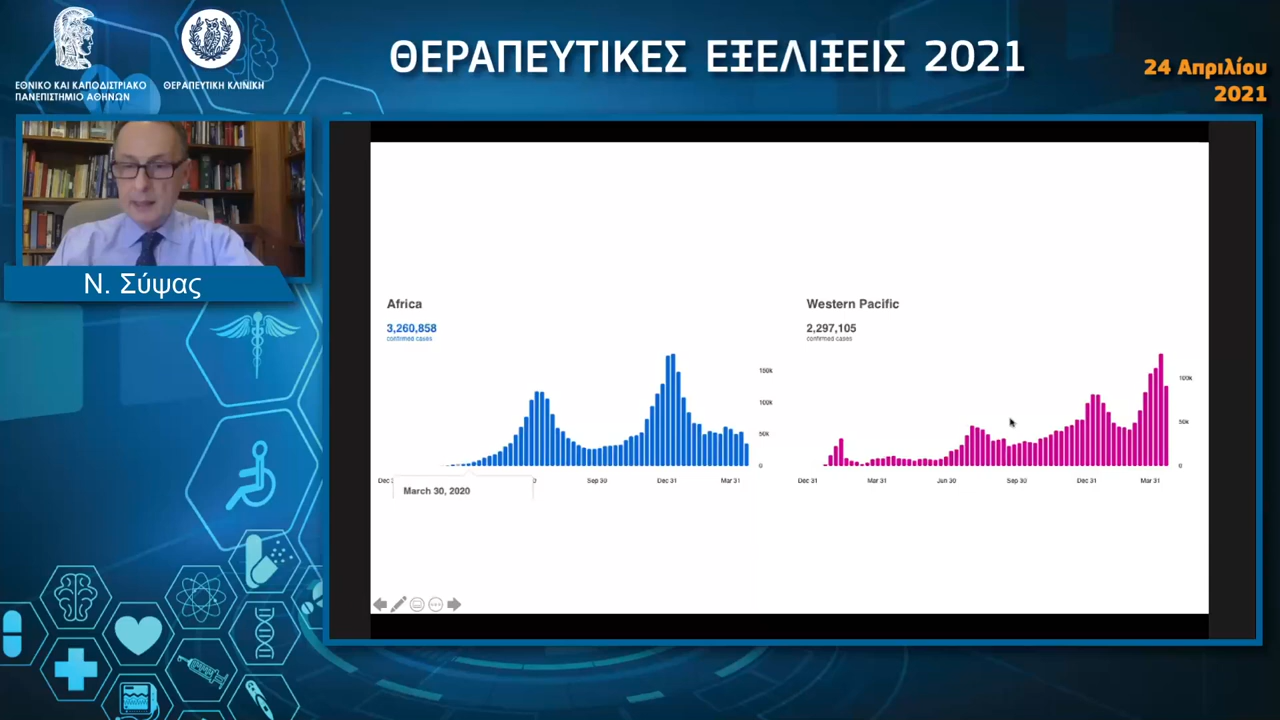 ΕΘΝΙΚΟ ΚΑΙ ΚΑΠΟΔΙΣΤΡΙΑΚΟ
ΠΑΝΕΠΙΣΤΗΜΙΟ ΑΘΗΝΩΝ
ΘΕΡΑΠΕΥΤΙΚΗ ΚΛΙΝΙΚΗ
ΘΕΡΑΠΕΥΤΙΚΕΣ ΕΞΕΛΙΞΕΙΣ 2021
24 Απριλίου
2021
Ν. Σύψας
Africa
3,260,858
confirmed cases
150k
100k
50k
0
Sep 30
Dec 31
Mar 31
March 30, 2020
Western Pacific
2,297,105
confirmed cases
100k
50k
0
Dec 31
Mar 31
Jun 30
Sep 30
Dec 31
Mar 31